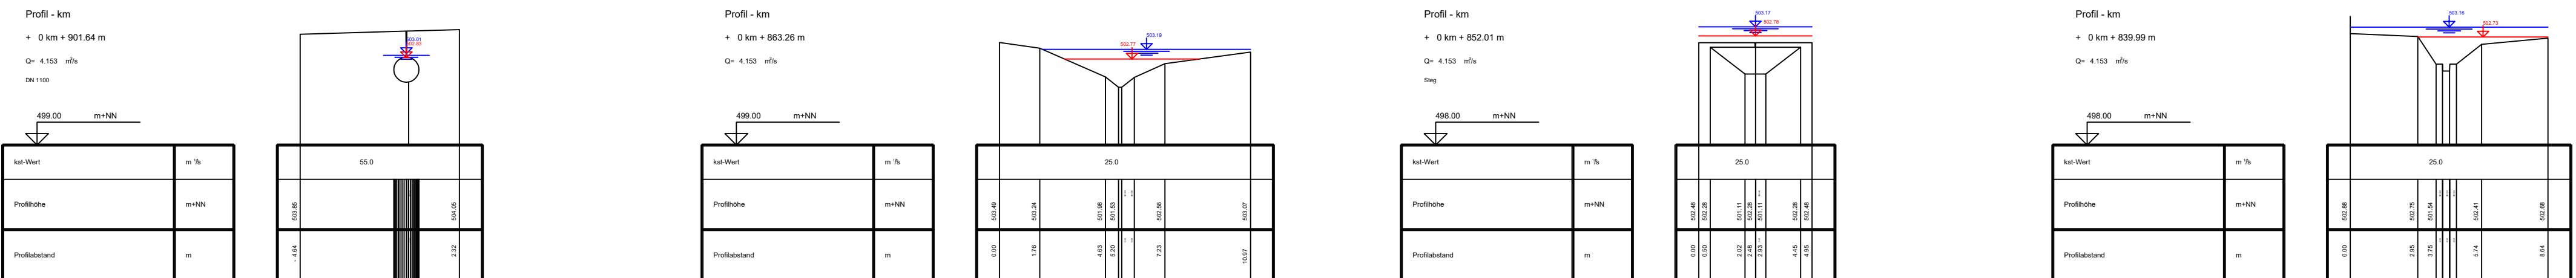 Profil - km
+ 0 km + 901.64 m
Q= 4.153 m³/s
DN 1100
499.00 m+NN
503.01
502.83
kst-Wert m ⅓/s 55.0
Profilhöhe m+NN 503.85 504.05
Profilabstand m - 4.64 2.32
Profil - km
+ 0 km + 863.26 m
Q= 4.153 m³/s
499.00 m+NN
503.19
502.77
kst-Wert m ⅓/s 25.0
Profilhöhe m+NN 503.49 503.24 501.98 501.53 502.56 503.07
Profilabstand m 0.00 1.76 4.63 5.20 7.23 10.97
Profil - km
+ 0 km + 852.01 m
Q= 4.153 m³/s
Steg
498.00 m+NN
503.17
502.78
kst-Wert m ⅓/s 25.0
Profilhöhe m+NN 502.48 502.28 501.11 502.28 501.11 502.28 502.48
Profilabstand m 0.00 0.50 2.02 2.48 2.93 4.45 4.95
Profil - km
+ 0 km + 839.99 m
Q= 4.153 m³/s
498.00 m+NN
503.16
502.73
kst-Wert m ⅓/s 25.0
Profilhöhe m+NN 502.88 502.75 501.54 502.41 502.68
Profilabstand m 0.00 2.95 3.75 5.74 8.64